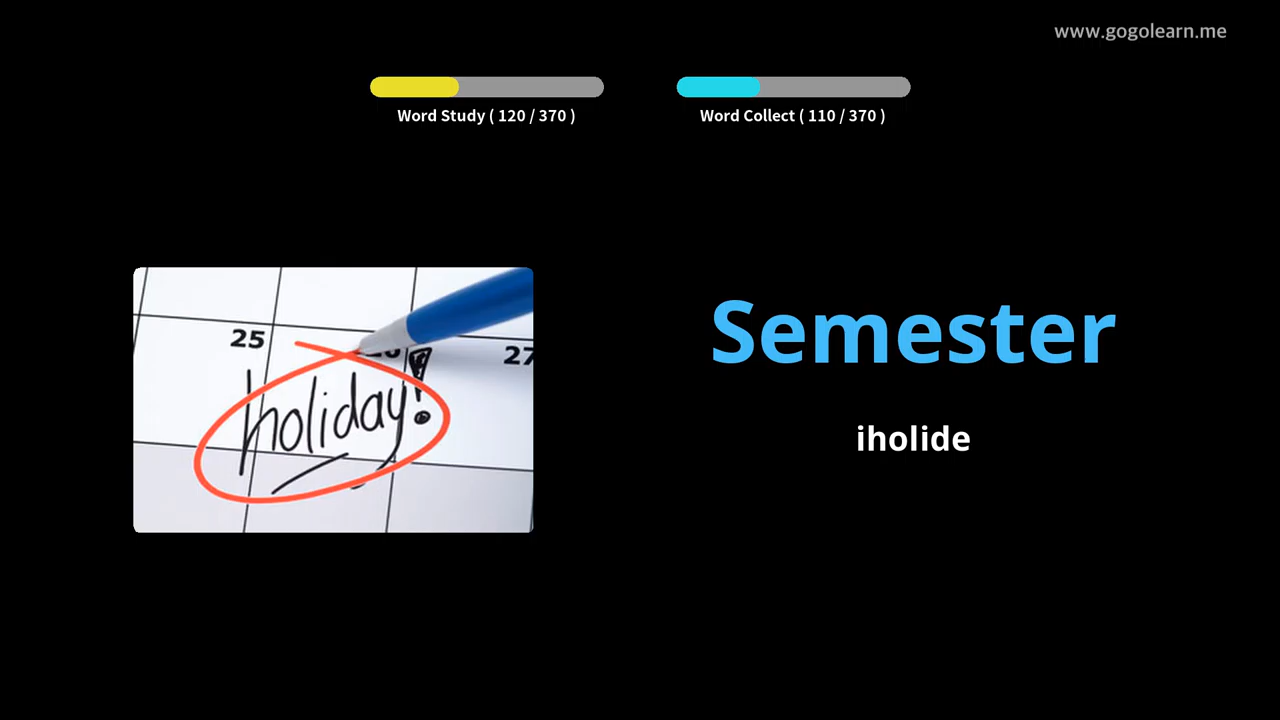 www.gogolearn.me
Word Study ( 120 / 370 )
Word Collect ( 110 / 370 )
25
27
holiday!
Semester
iholide